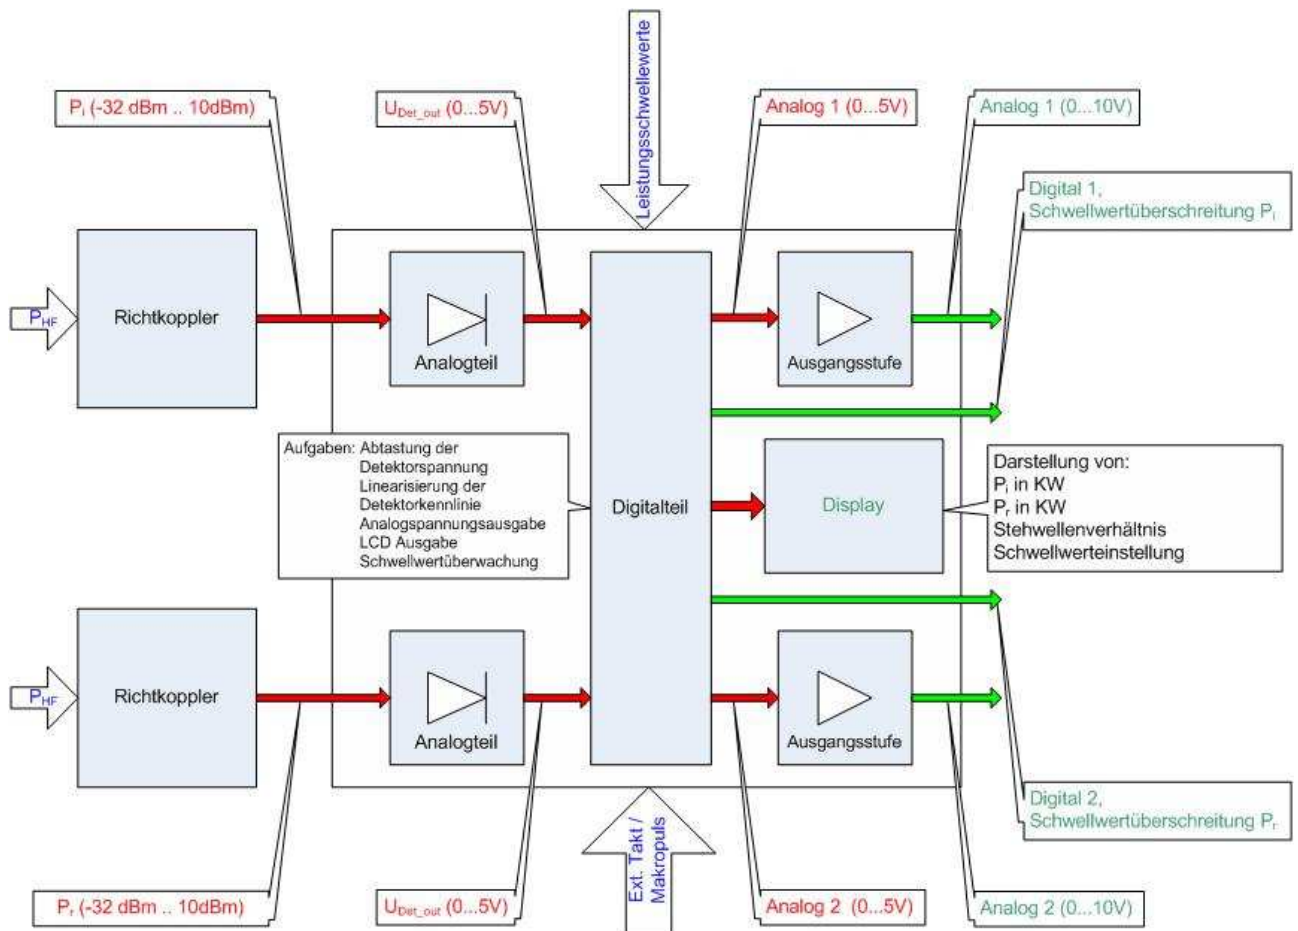 Leistungsschwellewerte
Pᵢ (-32 dBm .. 10dBm)
U_Det_out (0...5V)
Analog 1 (0...5V)
Analog 1 (0...10V)
Digital 1,
Schwellwertüberschreitung Pᵢ
P_HF
Richtkoppler
Analogteil
Ausgangsstufe
Aufgaben: Abtastung der
Detektorspannung
Linearisierung der
Detektorkennlinie
Analogspannungsausgabe
LCD Ausgabe
Schwellwertüberwachung
Digitalteil
Display
Darstellung von:
Pᵢ in KW
Pᵣ in KW
Stehwellenverhältnis
Schwellwerteinstellung
P_HF
Richtkoppler
Analogteil
Ausgangsstufe
Digital 2,
Schwellwertüberschreitung Pᵣ
Ext. Takt /
Makropuls
Pᵣ (-32 dBm .. 10dBm)
U_Det_out (0...5V)
Analog 2 (0...5V)
Analog 2 (0...10V)